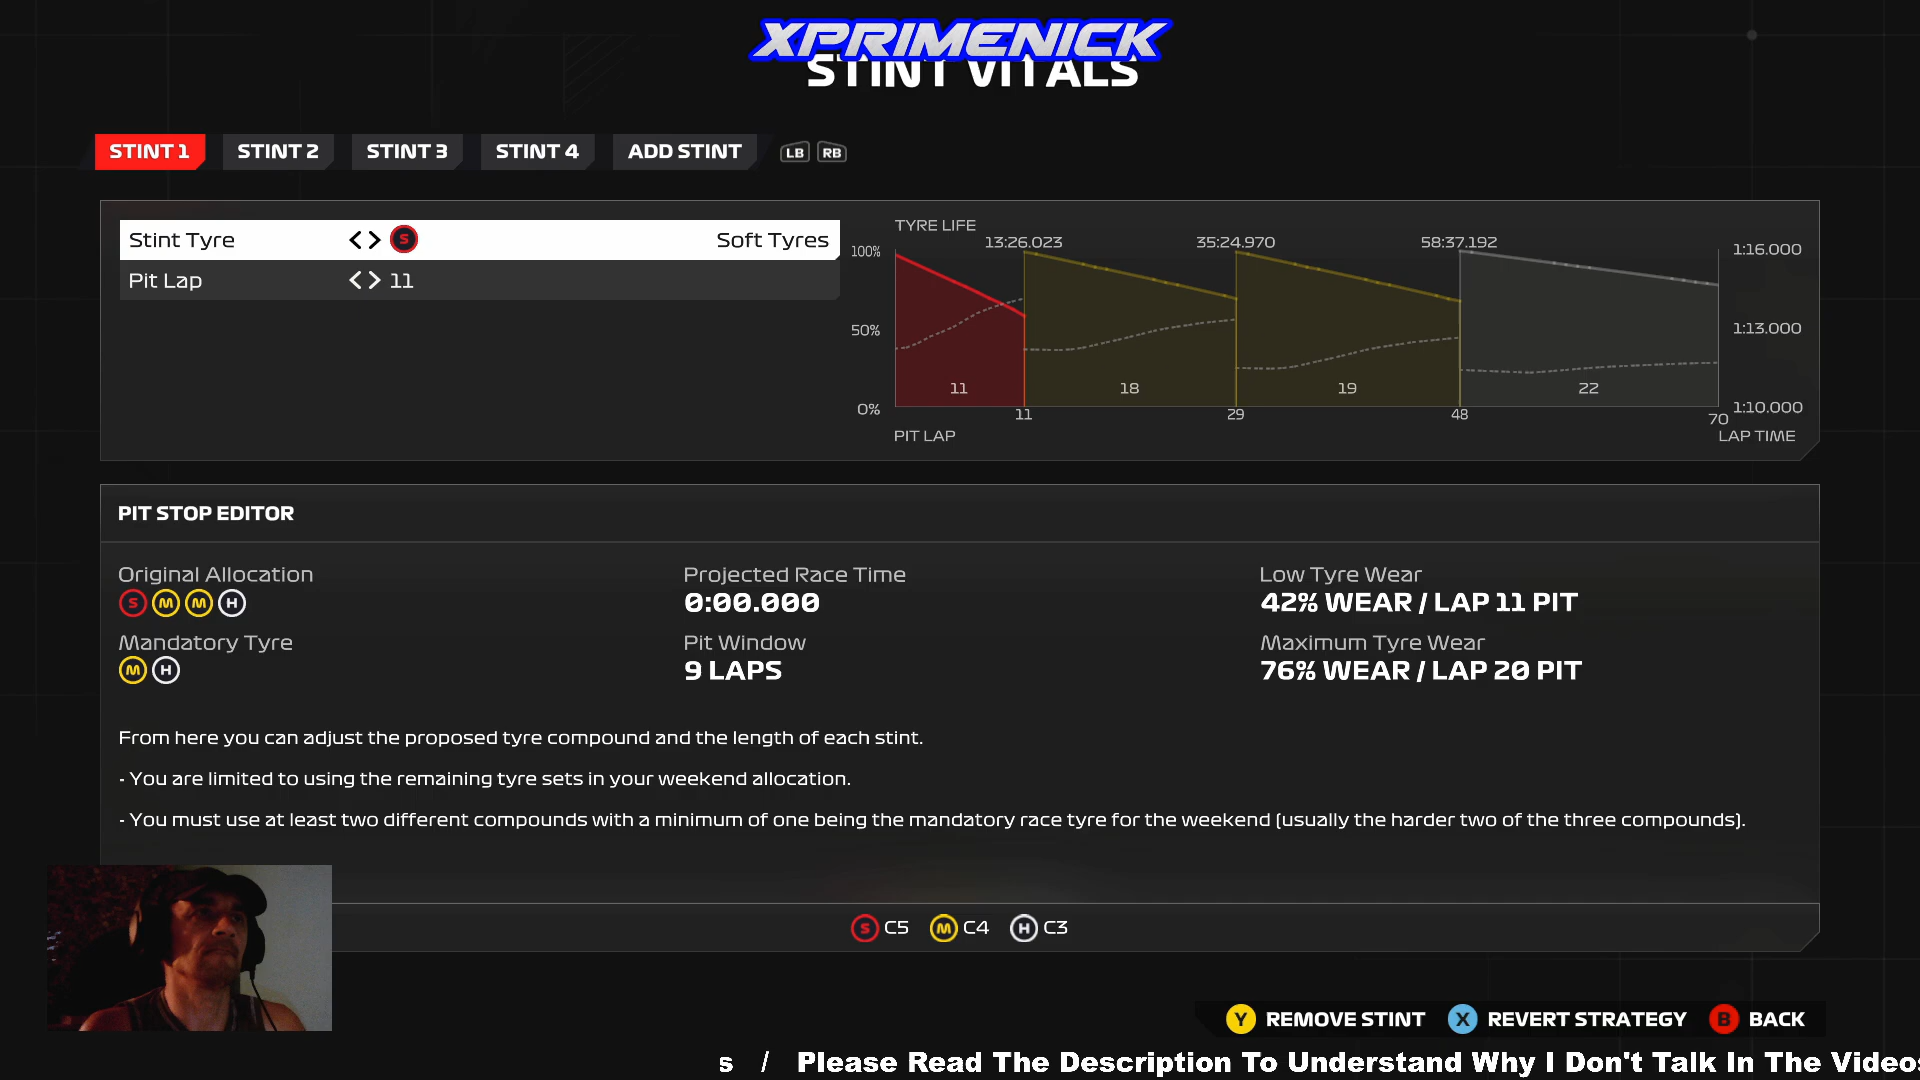 XPRIMENICK
STINT VITALS
STINT 1 STINT 2 STINT 3 STINT 4 ADD STINT LB RB
Stint Tyre S Soft Tyres
Pit Lap 11
TYRE LIFE
13:26.023 35:24.970 58:37.192
100% 1:16.000
50% 1:13.000
11 18 19 22
0% 11 29 48 70 1:10.000
PIT LAP LAP TIME
PIT STOP EDITOR
Original Allocation Projected Race Time Low Tyre Wear
S M M H 0:00.000 42% WEAR / LAP 11 PIT
Mandatory Tyre Pit Window Maximum Tyre Wear
M H 9 LAPS 76% WEAR / LAP 20 PIT
From here you can adjust the proposed tyre compound and the length of each stint.
- You are limited to using the remaining tyre sets in your weekend allocation.
- You must use at least two different compounds with a minimum of one being the mandatory race tyre for the weekend (usually the harder two of the three compounds).
S C5 M C4 H C3
Y REMOVE STINT X REVERT STRATEGY B BACK
s / Please Read The Description To Understand Why I Don't Talk In The Videos